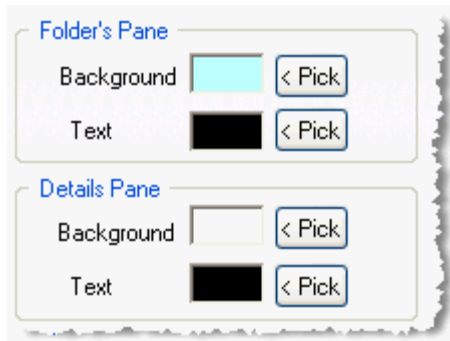 Folder's Pane
Background < Pick
Text < Pick
Details Pane
Background < Pick
Text < Pick